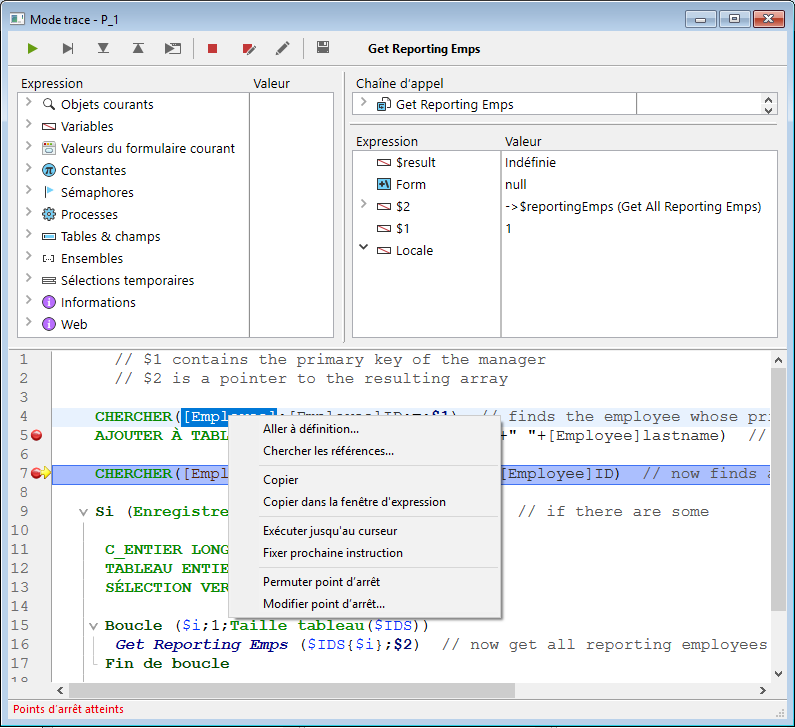 Mode trace - P_1
Get Reporting Emps
Expression Valeur
Objets courants
Variables
Valeurs du formulaire courant
Constantes
Sémaphores
Processes
Tables & champs
Ensembles
Sélections temporaires
Informations
Web
Chaîne d'appel
Get Reporting Emps
Expression Valeur
$result Indéfinie
Form null
$2 ->$reportingEmps (Get All Reporting Emps)
$1 1
Locale
1 // $1 contains the primary key of the manager
2 // $2 is a pointer to the resulting array
3
4 CHERCHER([Employee];[Employee]ID;=;$1) // finds the employee whose pri
5 AJOUTER À TABL +" "+[Employee]lastname) //
6
7 CHERCHER([Empl [Employee]ID) // now finds a
8
9 Si (Enregistre // if there are some
10
11 C_ENTIER LONG
12 TABLEAU ENTIE
13 SÉLECTION VER
14
15 Boucle ($i;1;Taille tableau($IDS))
16 Get Reporting Emps ($IDS{$i};$2) // now get all reporting employees
17 Fin de boucle
18
Aller à définition...
Chercher les références...
Copier
Copier dans la fenêtre d'expression
Exécuter jusqu'au curseur
Fixer prochaine instruction
Permuter point d'arrêt
Modifier point d'arrêt...
Points d'arrêt atteints